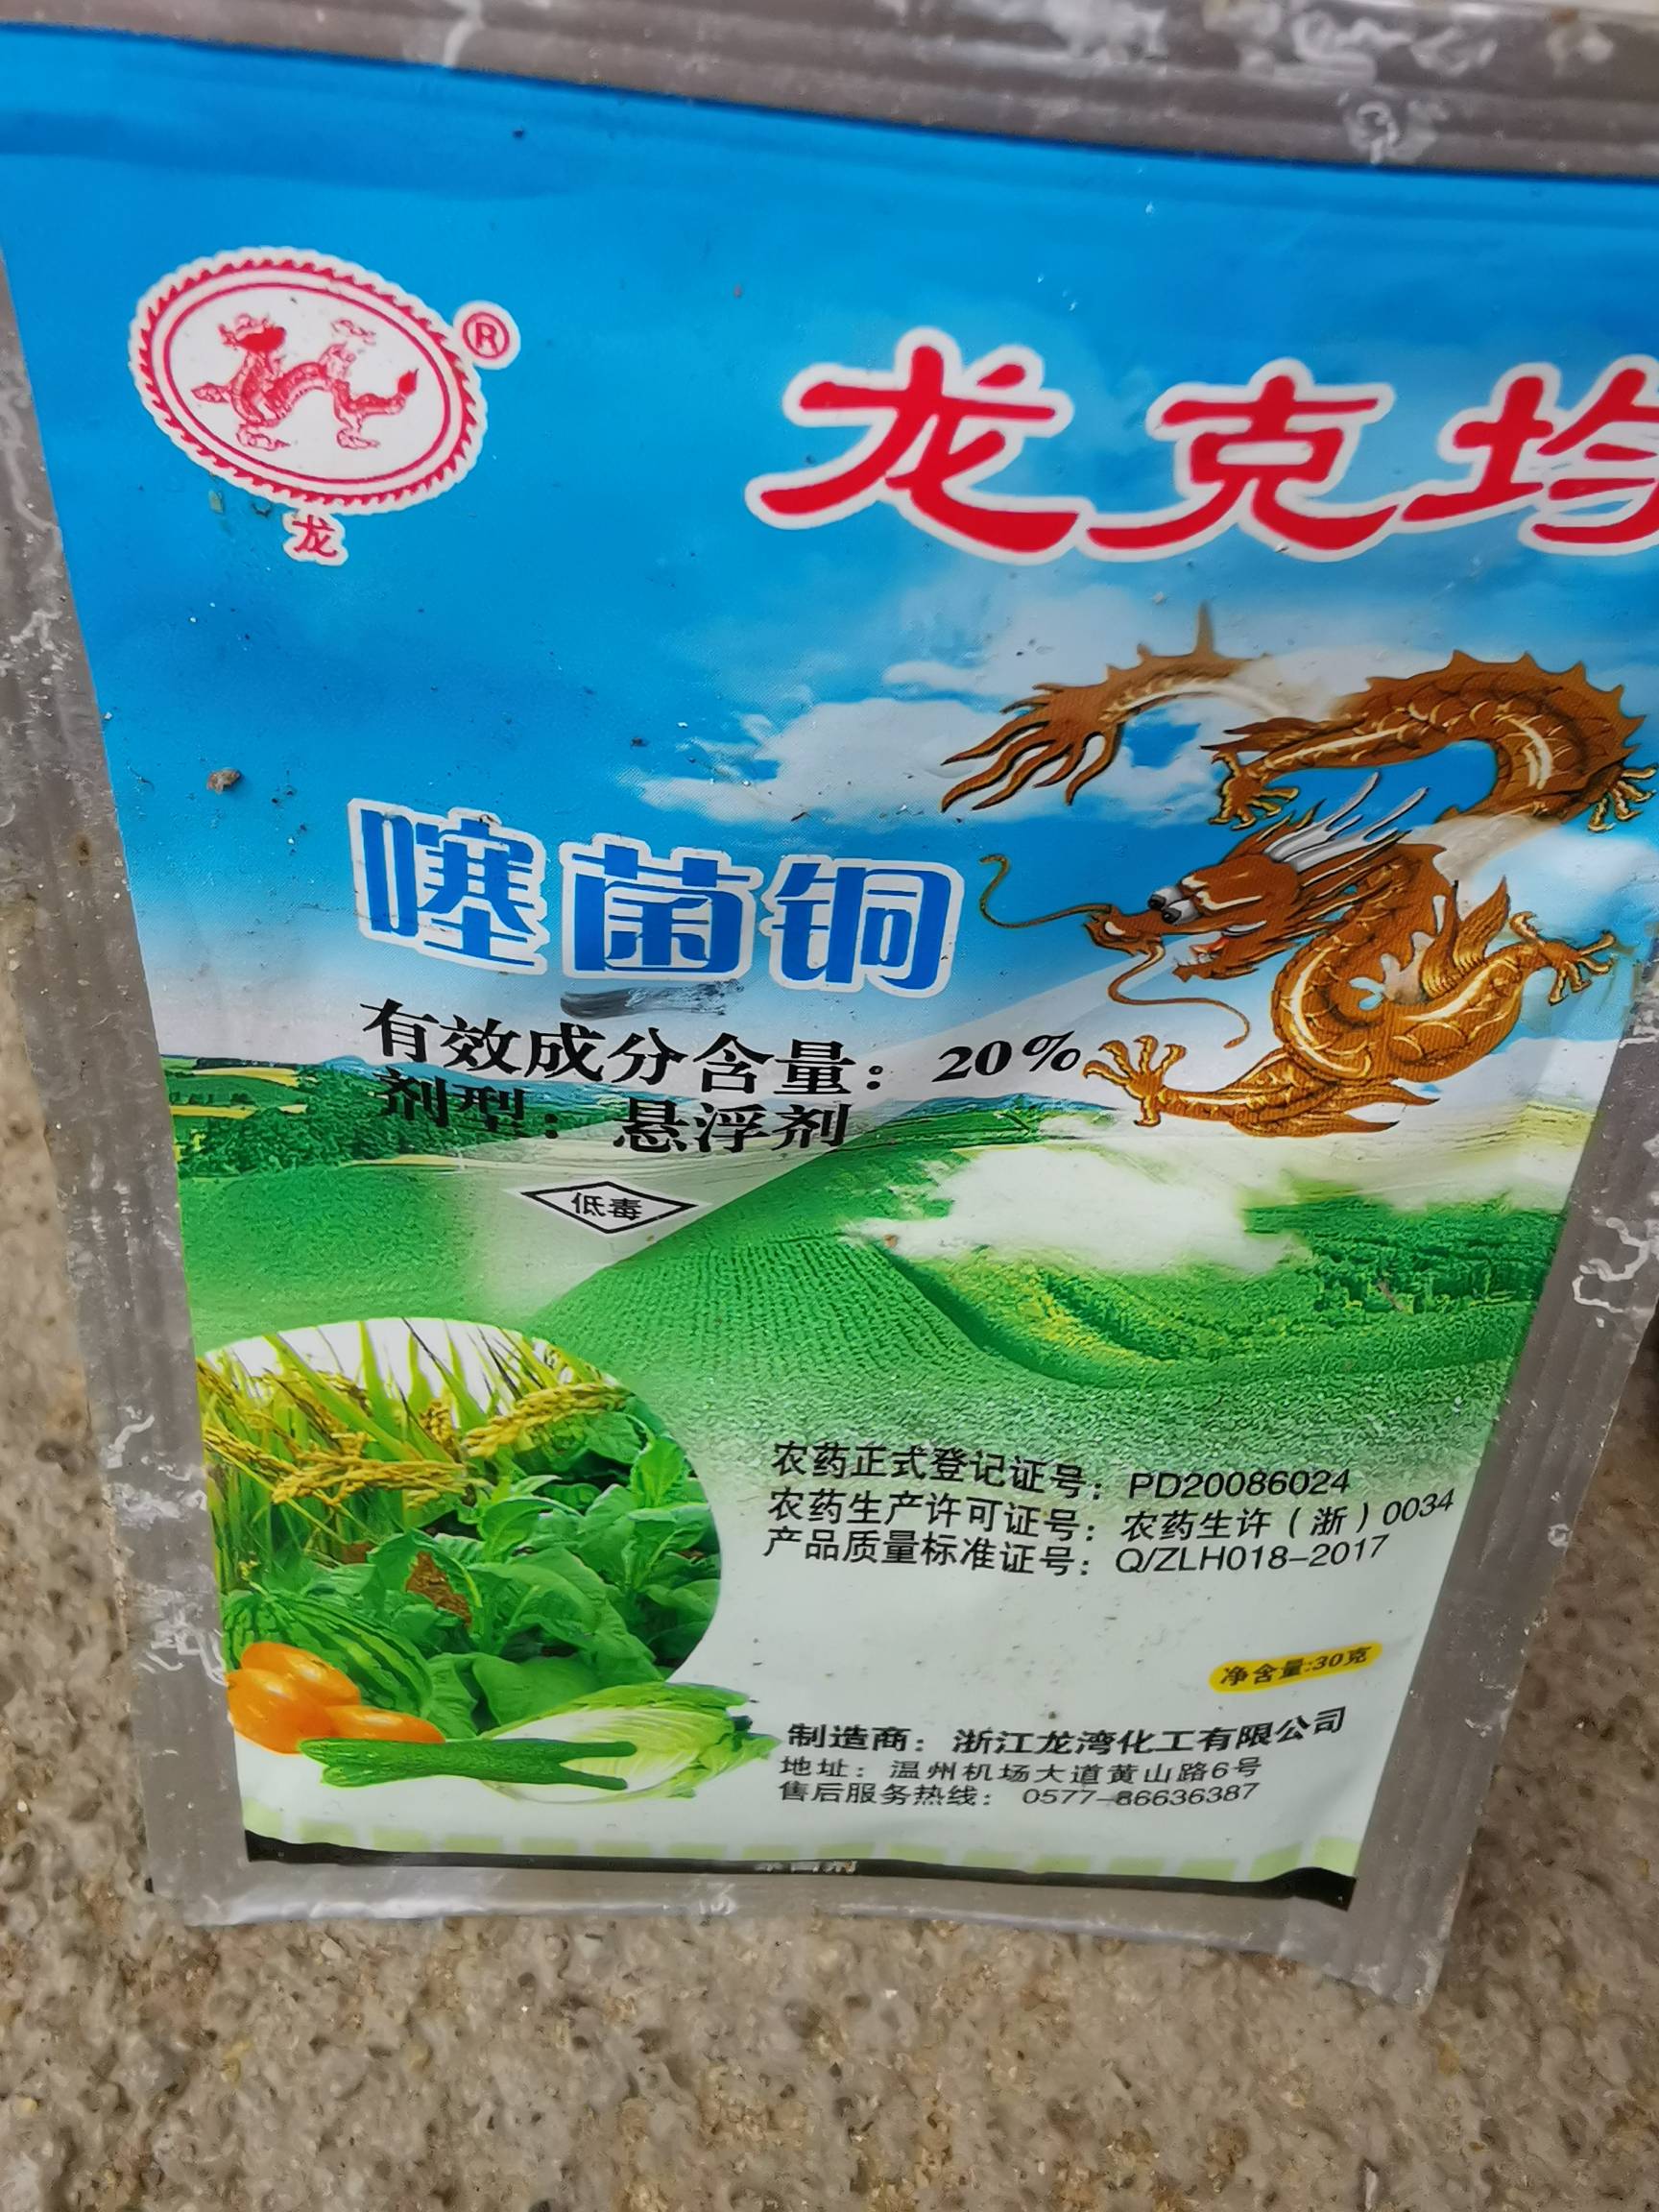 ®
龙
龙克均
噻菌铜
有效成分含量：20%
剂型：悬浮剂
低毒
农药正式登记证号：PD20086024
农药生产许可证号：农药生许（浙）0034
产品质量标准证号：Q/ZLH018-2017
净含量:30克
制造商：浙江龙湾化工有限公司
地址：温州机场大道黄山路6号
售后服务热线：0577-86636387